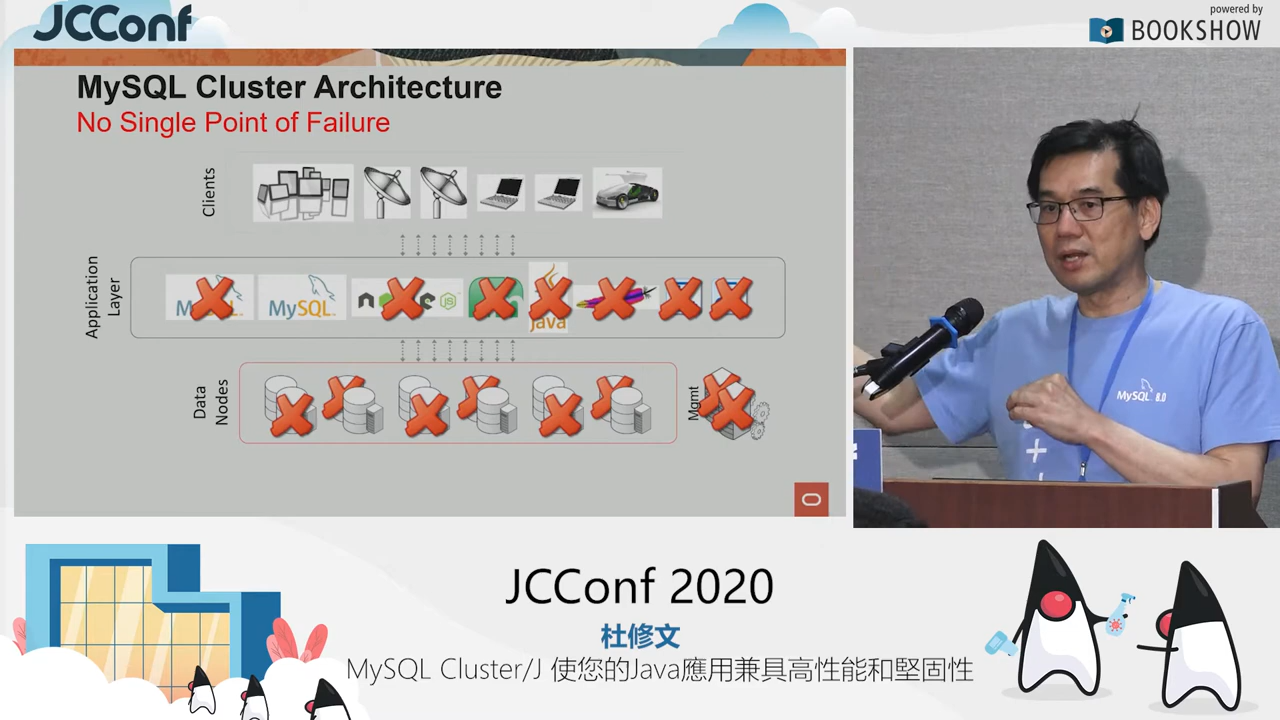 JCConf
powered by
BOOKSHOW
MySQL Cluster Architecture
No Single Point of Failure
Clients
Application
Layer
MySQL
Java
Data
Nodes
Mgmt
MySQL 8.0
JCConf 2020
杜修文
MySQL Cluster/J 使您的Java應用兼具高性能和堅固性